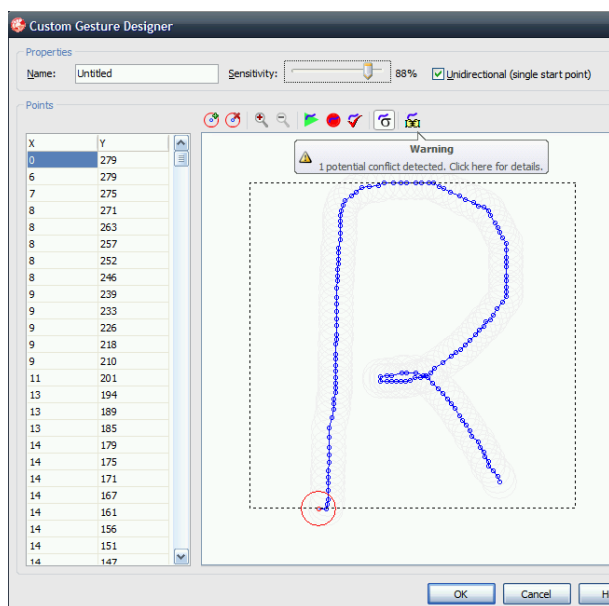 Custom Gesture Designer
Properties
Name: Untitled Sensitivity: 88% Unidirectional (single start point)
Points
X Y
0 279
6 279
7 275
8 271
8 263
8 257
8 252
8 246
9 239
9 233
9 226
9 218
9 210
11 201
13 194
13 189
13 185
14 179
14 175
14 171
14 167
14 161
14 156
14 151
14 147
Warning
1 potential conflict detected. Click here for details.
R
OK Cancel H